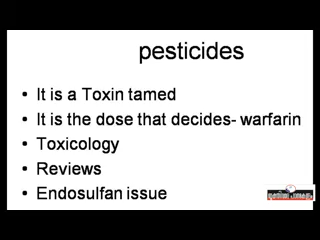 pesticides
• It is a Toxin tamed
• It is the dose that decides- warfarin
• Toxicology
• Reviews
• Endosulfan issue